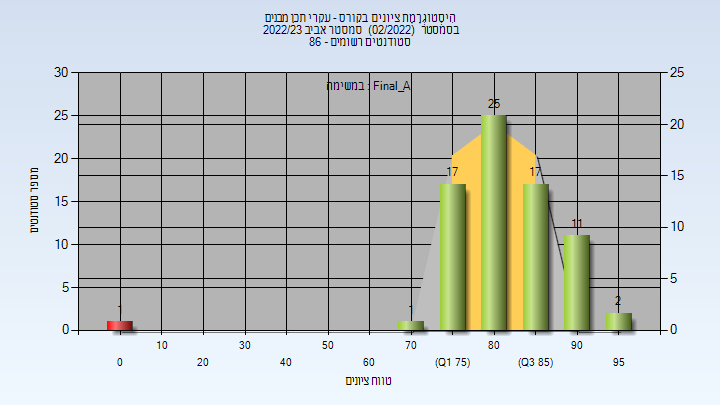 היסטוגרמת ציונים בקורס - עקרי תכן מבנים
בסמסטר (02/2022) סמסטר אביב 2022/23
סטודנטים רשומים - 86
במשימה : Final_A
מספר סטודונטים
30
25
20
15
10
5
0
25
20
15
10
5
0
1
1
17
25
17
11
2
10 30 50 70 80 90
0 20 40 60 (Q1 75) (Q3 85) 95
טווח ציונים